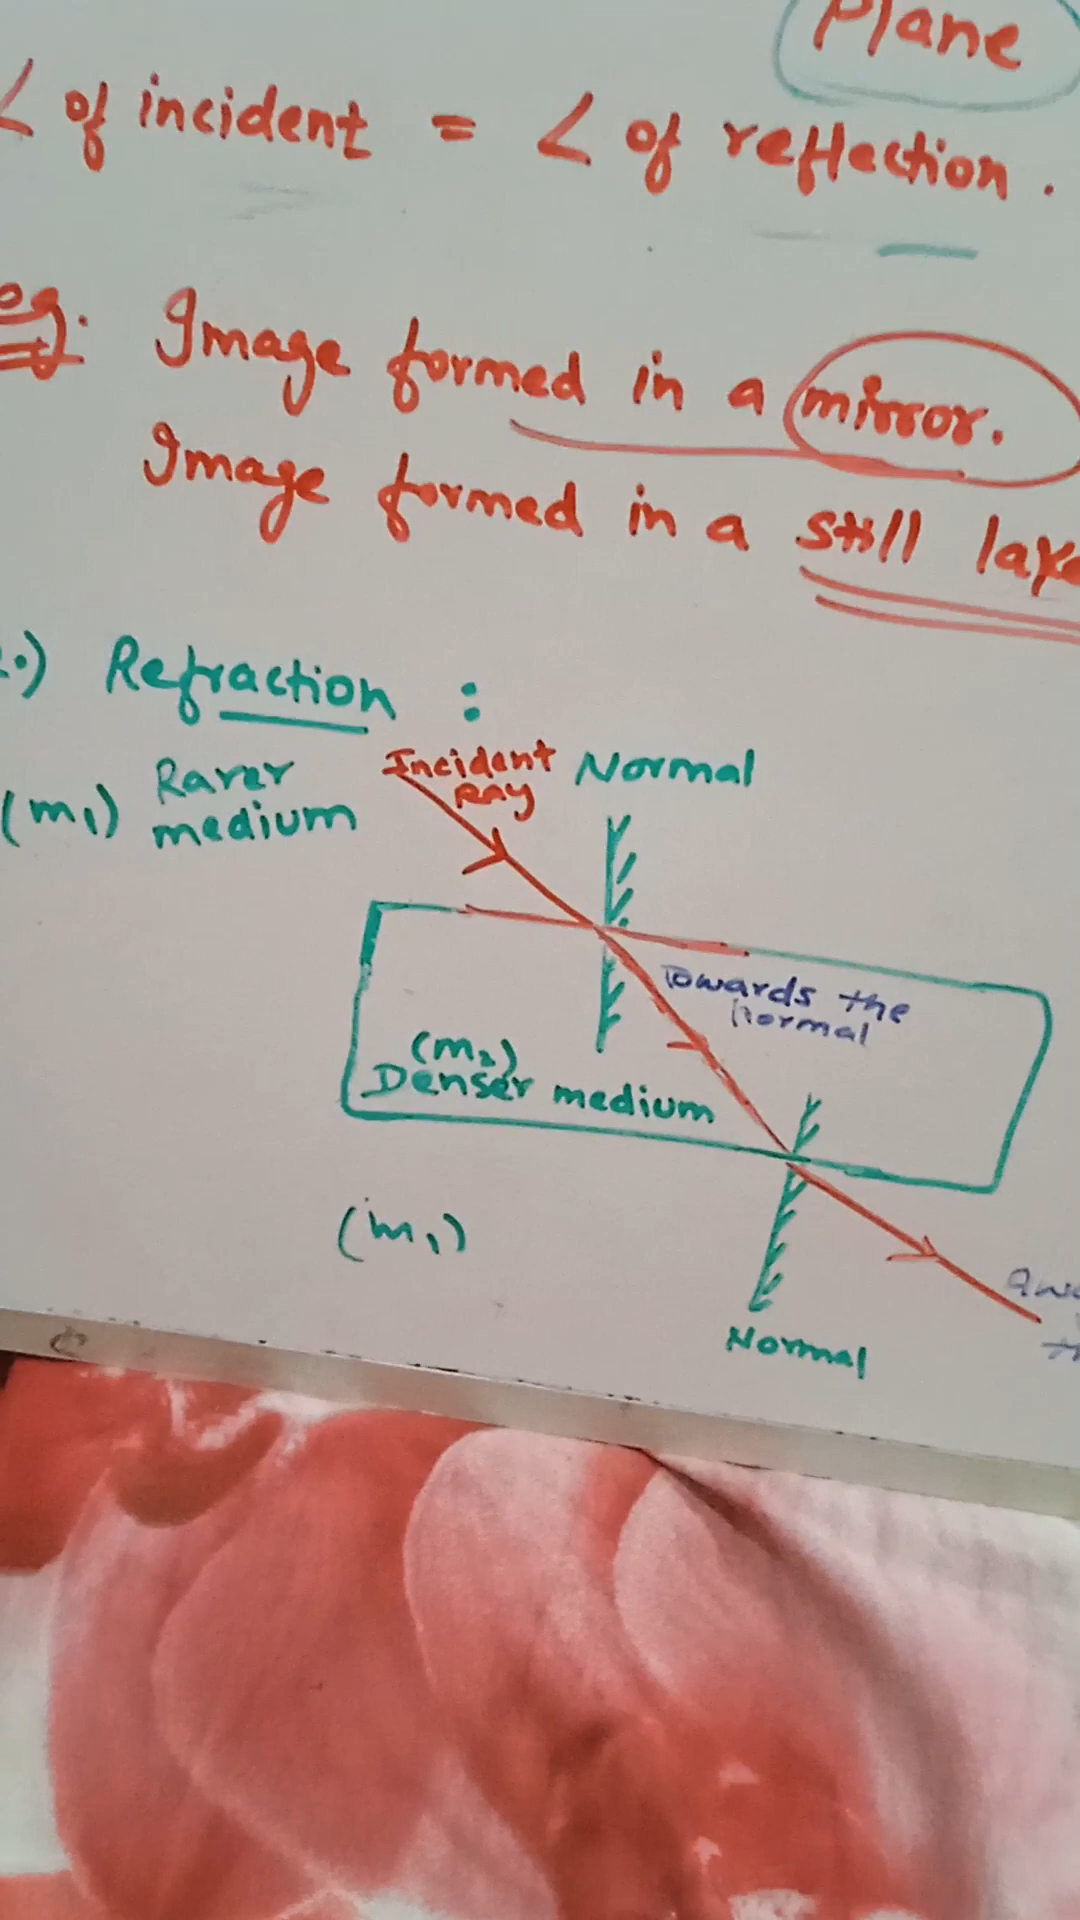 Plane
∠ of incident = ∠ of reflection.
eg. Image formed in a mirror.
Image formed in a still lake
2.) Refraction :
(m₁) Rarer medium
Incident Ray
Normal
Towards the normal
(m₂)
Denser medium
(m₁)
Normal